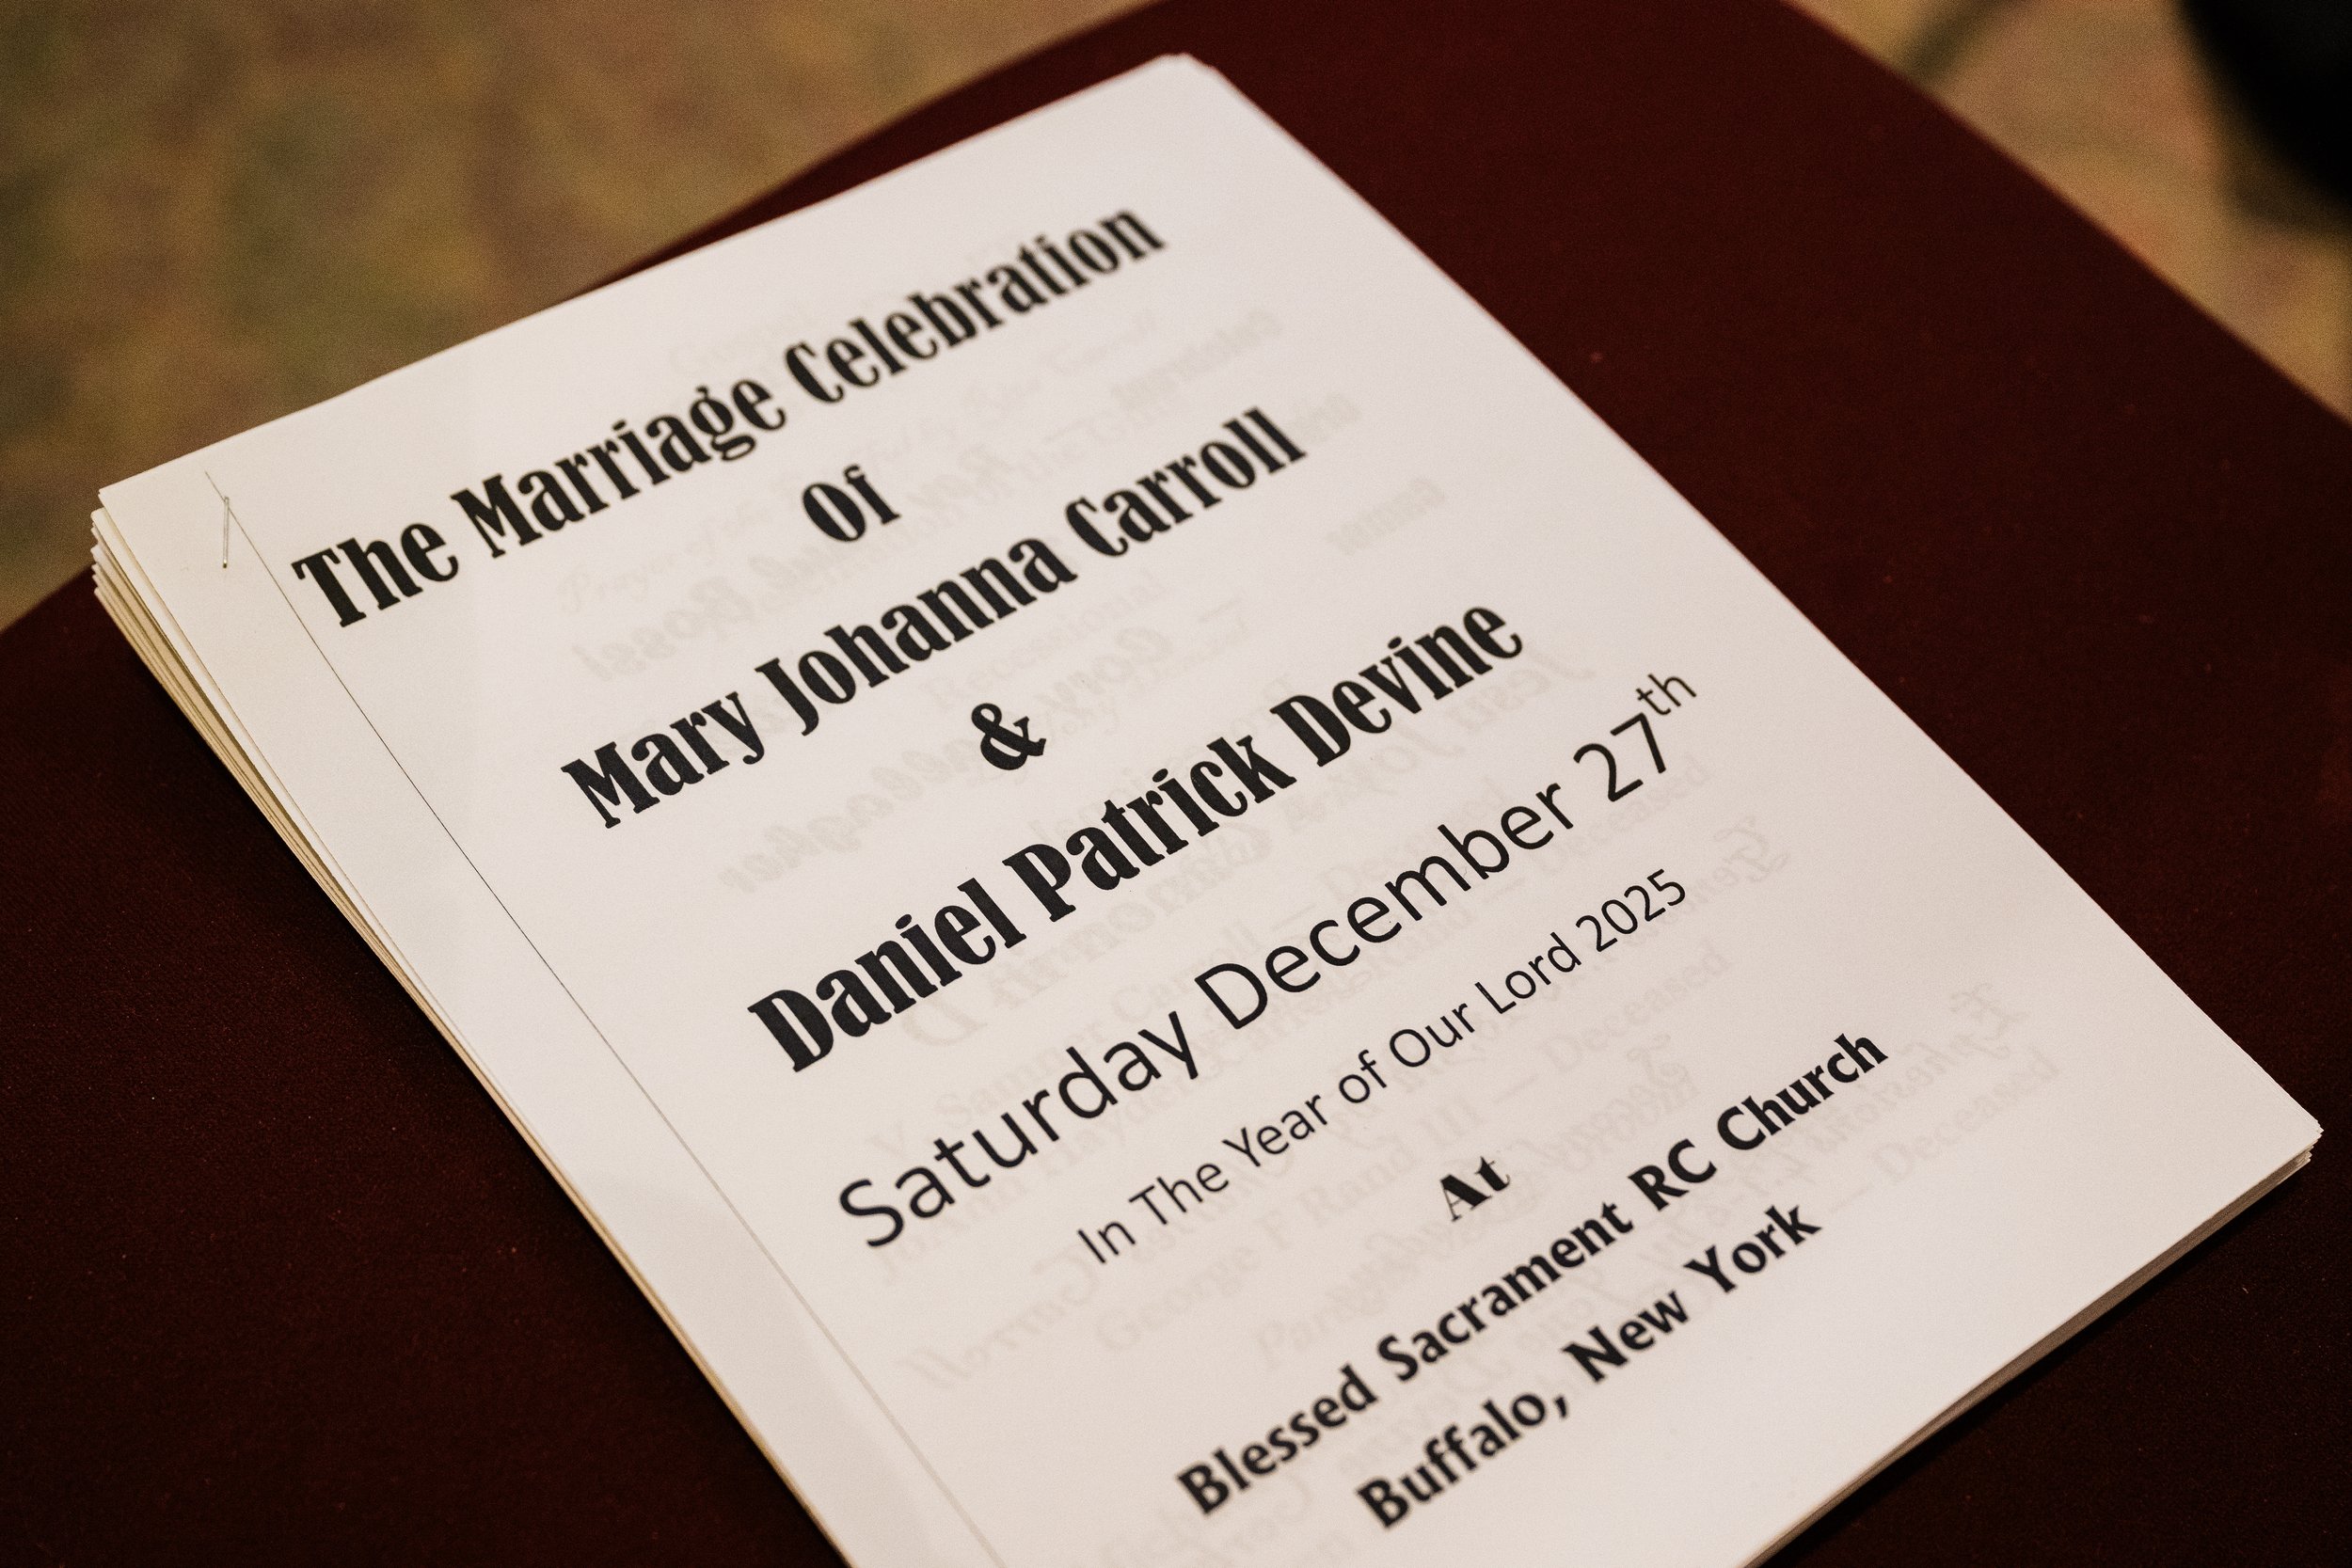 The Marriage Celebration
Of
Mary Johanna Carroll
&
Daniel Patrick Devine
Saturday December 27th
In The Year of Our Lord 2025
At
Blessed Sacrament RC Church
Buffalo, New York